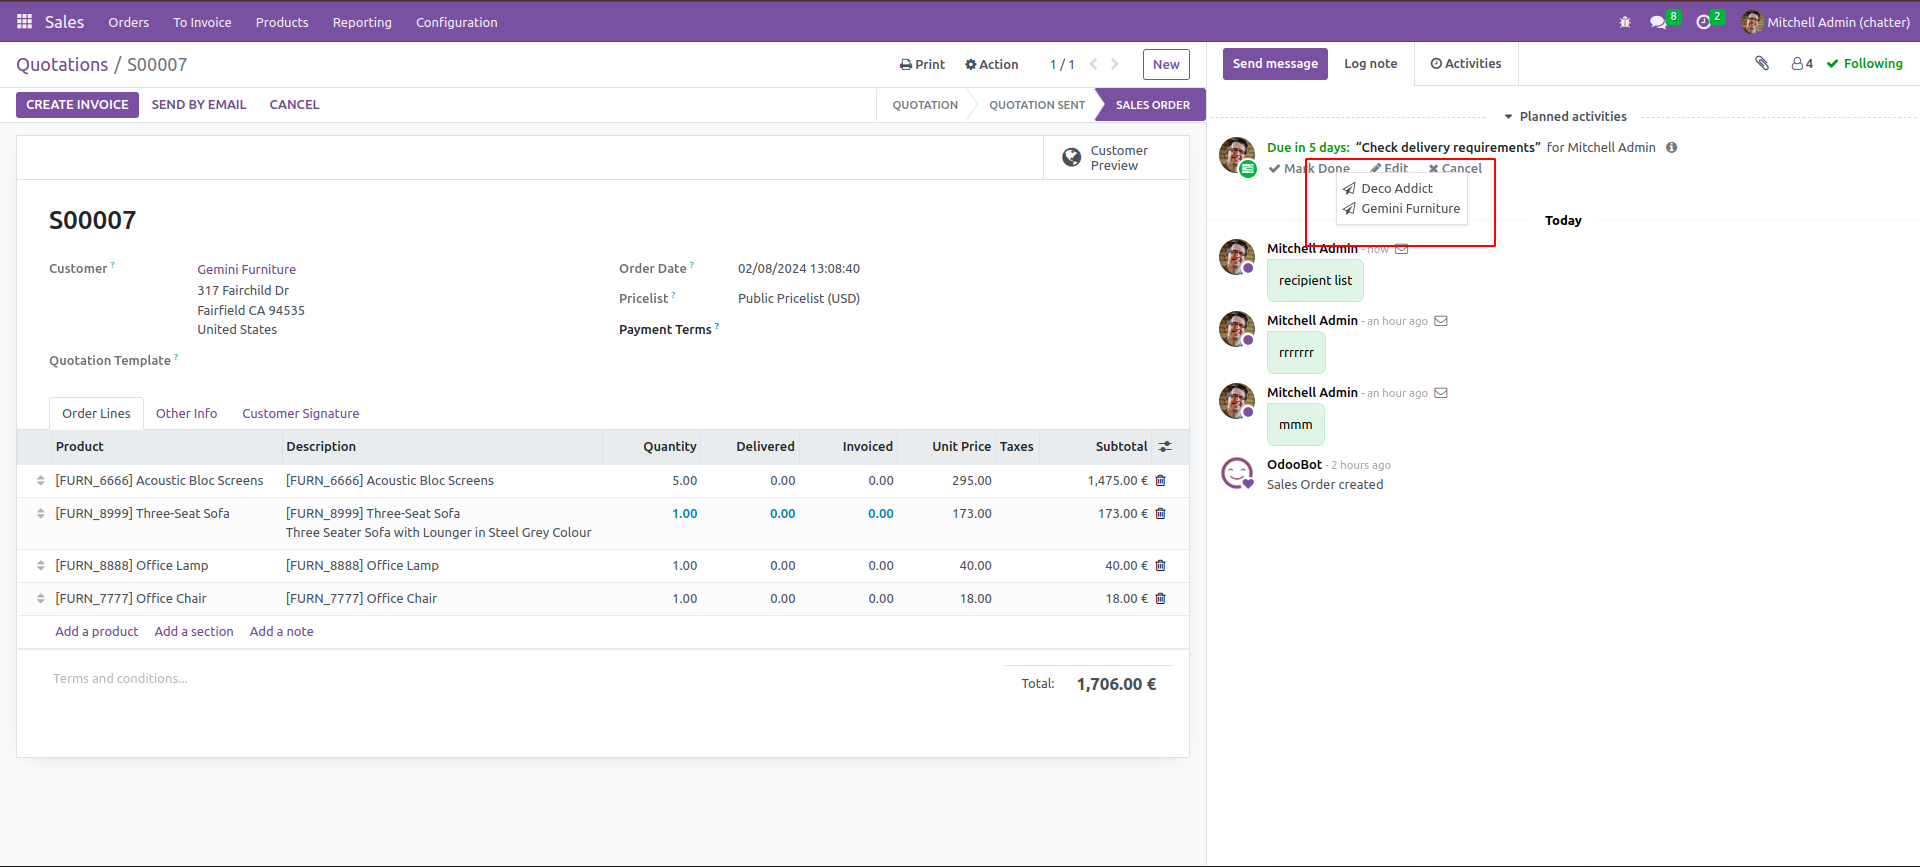 Sales Orders To Invoice Products Reporting Configuration 8 2 Mitchell Admin (chatter)
Quotations / S00007 Print Action 1 / 1 New
CREATE INVOICE SEND BY EMAIL CANCEL QUOTATION QUOTATION SENT SALES ORDER
Customer
Preview
S00007
Customer ? Gemini Furniture
317 Fairchild Dr
Fairfield CA 94535
United States
Quotation Template ?
Order Date ? 02/08/2024 13:08:40
Pricelist ? Public Pricelist (USD)
Payment Terms ?
Order Lines Other Info Customer Signature
Product Description Quantity Delivered Invoiced Unit Price Taxes Subtotal
[FURN_6666] Acoustic Bloc Screens [FURN_6666] Acoustic Bloc Screens 5.00 0.00 0.00 295.00 1,475.00 €
[FURN_8999] Three-Seat Sofa [FURN_8999] Three-Seat Sofa 1.00 0.00 0.00 173.00 173.00 €
Three Seater Sofa with Lounger in Steel Grey Colour
[FURN_8888] Office Lamp [FURN_8888] Office Lamp 1.00 0.00 0.00 40.00 40.00 €
[FURN_7777] Office Chair [FURN_7777] Office Chair 1.00 0.00 0.00 18.00 18.00 €
Add a product Add a section Add a note
Terms and conditions...
Total: 1,706.00 €
Send message Log note Activities 4 Following
Planned activities
Due in 5 days: “Check delivery requirements” for Mitchell Admin
Mark Done Edit Cancel
Deco Addict
Gemini Furniture
Today
Mitchell Admin - now
recipient list
Mitchell Admin - an hour ago
rrrrrrr
Mitchell Admin - an hour ago
mmm
OdooBot - 2 hours ago
Sales Order created